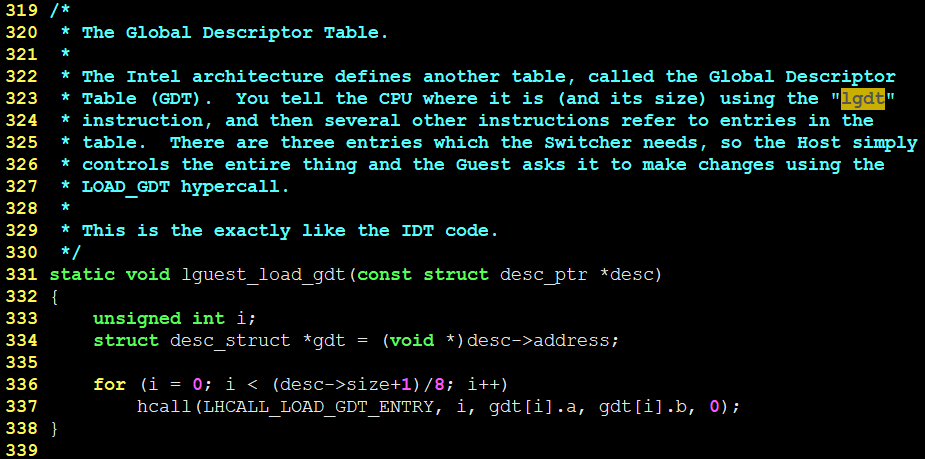 319 /*
320  * The Global Descriptor Table.
321  *
322  * The Intel architecture defines another table, called the Global Descriptor
323  * Table (GDT).  You tell the CPU where it is (and its size) using the "lgdt"
324  * instruction, and then several other instructions refer to entries in the
325  * table.  There are three entries which the Switcher needs, so the Host simply
326  * controls the entire thing and the Guest asks it to make changes using the
327  * LOAD_GDT hypercall.
328  *
329  * This is the exactly like the IDT code.
330  */
331 static void lguest_load_gdt(const struct desc_ptr *desc)
332 {
333     unsigned int i;
334     struct desc_struct *gdt = (void *)desc->address;
335
336     for (i = 0; i < (desc->size+1)/8; i++)
337         hcall(LHCALL_LOAD_GDT_ENTRY, i, gdt[i].a, gdt[i].b, 0);
338 }
339